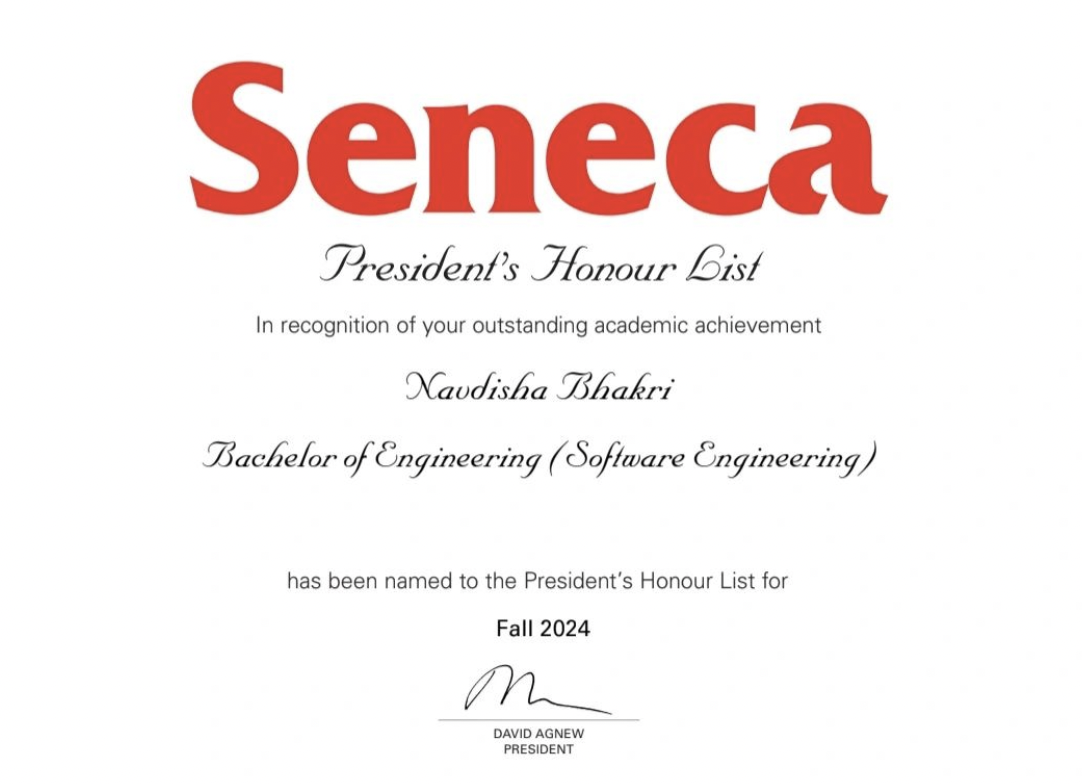 Seneca
President's Honour List
In recognition of your outstanding academic achievement
Navdisha Bhakri
Bachelor of Engineering (Software Engineering)
has been named to the President's Honour List for
Fall 2024
DAVID AGNEW
PRESIDENT